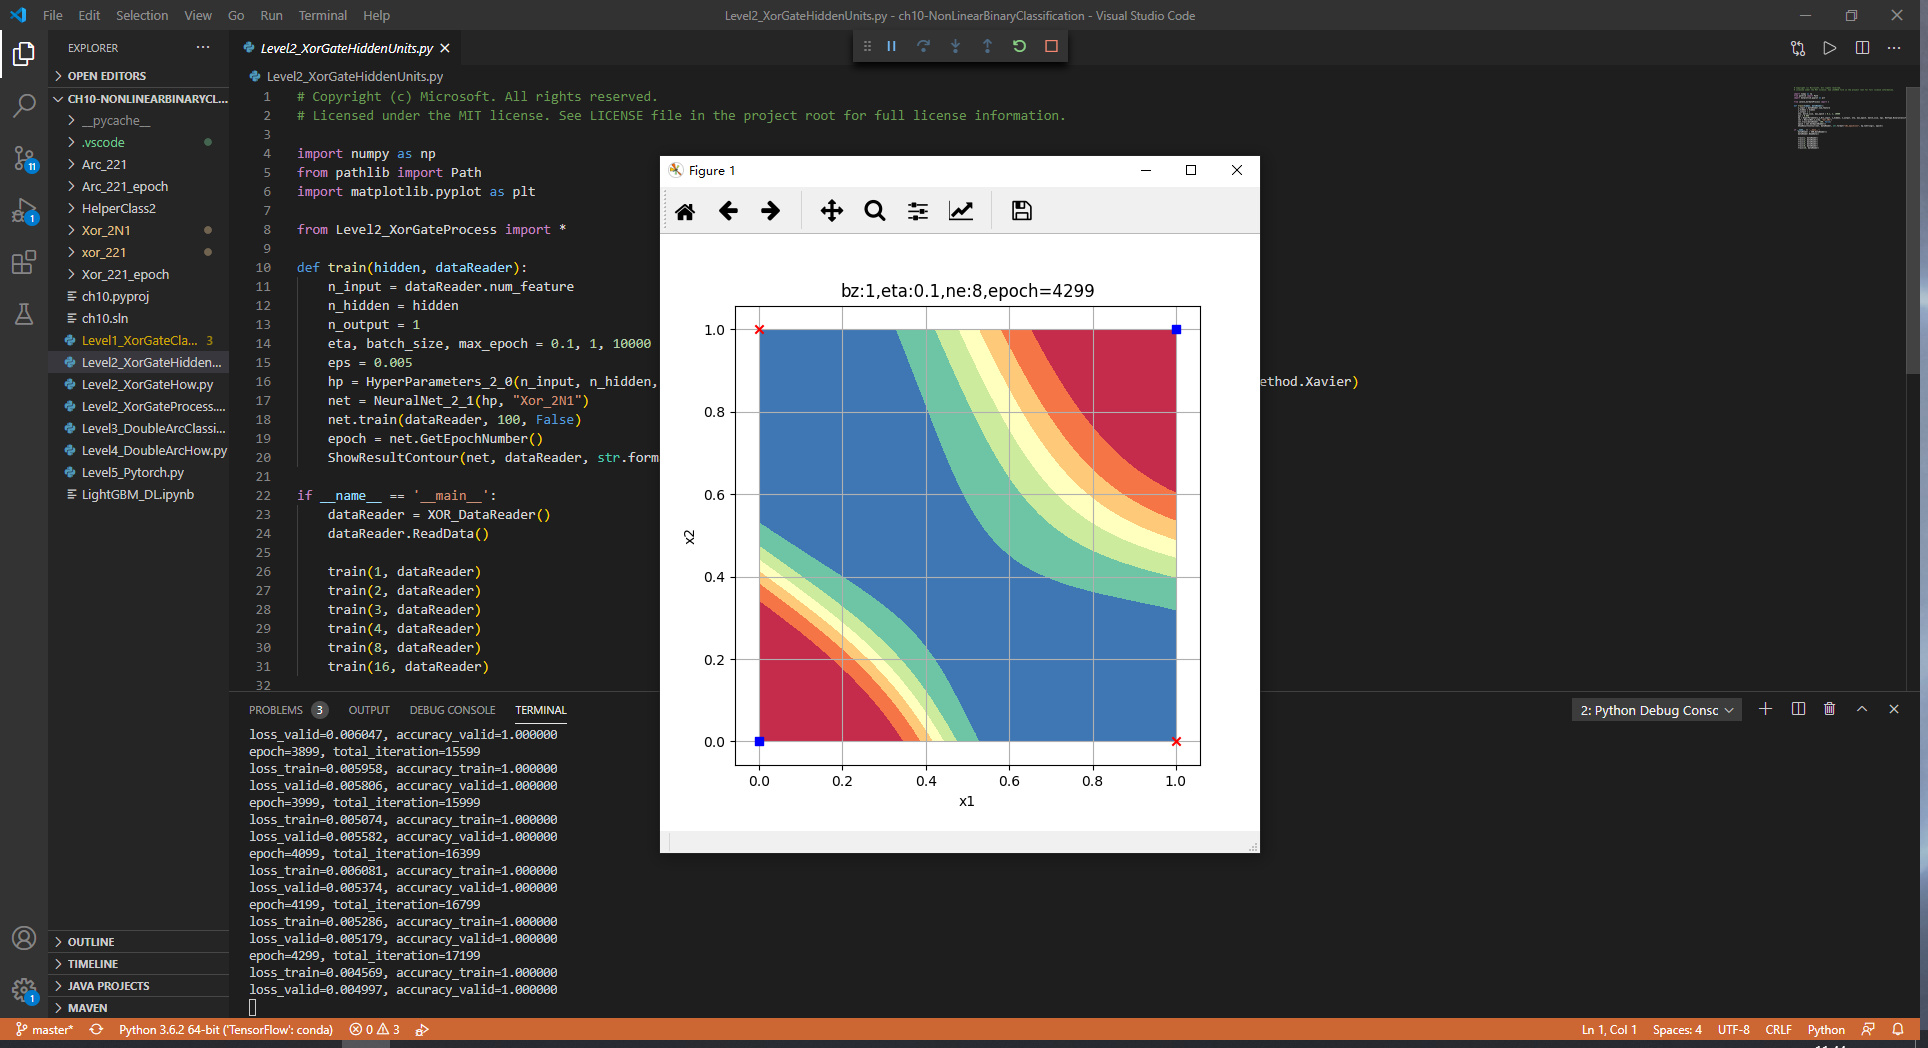 File Edit Selection View Go Run Terminal Help
Level2_XorGateHiddenUnits.py - ch10-NonLinearBinaryClassification - Visual Studio Code
EXPLORER
OPEN EDITORS
CH10-NONLINEARBINARYCL...
__pycache__
.vscode
Arc_221
Arc_221_epoch
HelperClass2
Xor_2N1
xor_221
Xor_221_epoch
ch10.pyproj
ch10.sln
Level1_XorGateCla... 3
Level2_XorGateHidden...
Level2_XorGateHow.py
Level2_XorGateProcess....
Level3_DoubleArcClassi...
Level4_DoubleArcHow.py
Level5_Pytorch.py
LightGBM_DL.ipynb
OUTLINE
TIMELINE
JAVA PROJECTS
MAVEN
11
1
1
Level2_XorGateHiddenUnits.py
Level2_XorGateHiddenUnits.py
1 # Copyright (c) Microsoft. All rights reserved.
2 # Licensed under the MIT license. See LICENSE file in the project root for full license information.
3
4 import numpy as np
5 from pathlib import Path
6 import matplotlib.pyplot as plt
7
8 from Level2_XorGateProcess import *
9
10 def train(hidden, dataReader):
11 n_input = dataReader.num_feature
12 n_hidden = hidden
13 n_output = 1
14 eta, batch_size, max_epoch = 0.1, 1, 10000
15 eps = 0.005
16 hp = HyperParameters_2_0(n_input, n_hidden, ethod.Xavier)
17 net = NeuralNet_2_1(hp, "Xor_2N1")
18 net.train(dataReader, 100, False)
19 epoch = net.GetEpochNumber()
20 ShowResultContour(net, dataReader, str.form
21
22 if __name__ == '__main__':
23 dataReader = XOR_DataReader()
24 dataReader.ReadData()
25
26 train(1, dataReader)
27 train(2, dataReader)
28 train(3, dataReader)
29 train(4, dataReader)
30 train(8, dataReader)
31 train(16, dataReader)
32
Figure 1
bz:1,eta:0.1,ne:8,epoch=4299
1.0
0.8
0.6
0.4
0.2
0.0
x2
0.0 0.2 0.4 0.6 0.8 1.0
x1
PROBLEMS 3 OUTPUT DEBUG CONSOLE TERMINAL
2: Python Debug Consc
loss_valid=0.006047, accuracy_valid=1.000000
epoch=3899, total_iteration=15599
loss_train=0.005958, accuracy_train=1.000000
loss_valid=0.005806, accuracy_valid=1.000000
epoch=3999, total_iteration=15999
loss_train=0.005074, accuracy_train=1.000000
loss_valid=0.005582, accuracy_valid=1.000000
epoch=4099, total_iteration=16399
loss_train=0.006081, accuracy_train=1.000000
loss_valid=0.005374, accuracy_valid=1.000000
epoch=4199, total_iteration=16799
loss_train=0.005286, accuracy_train=1.000000
loss_valid=0.005179, accuracy_valid=1.000000
epoch=4299, total_iteration=17199
loss_train=0.004569, accuracy_train=1.000000
loss_valid=0.004997, accuracy_valid=1.000000
master* Python 3.6.2 64-bit ('TensorFlow': conda) 0 3
Ln 1, Col 1 Spaces: 4 UTF-8 CRLF Python